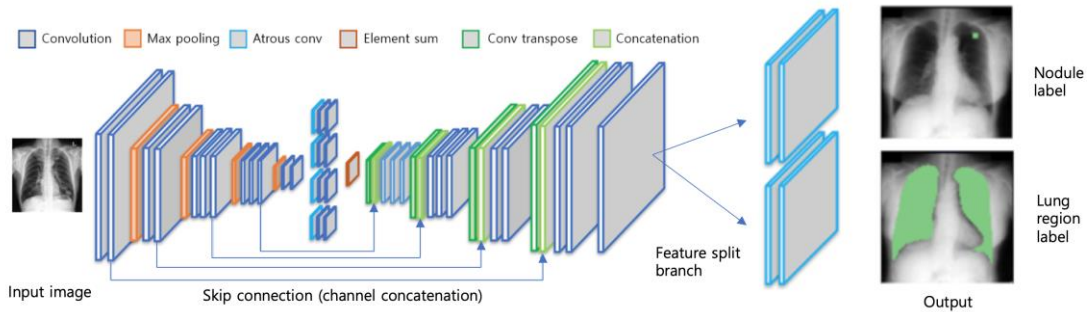 Convolution Max pooling Atrous conv Element sum Conv transpose Concatenation
Nodule
label
Lung
region
label
Feature split
branch
Input image
Skip connection (channel concatenation)
Output